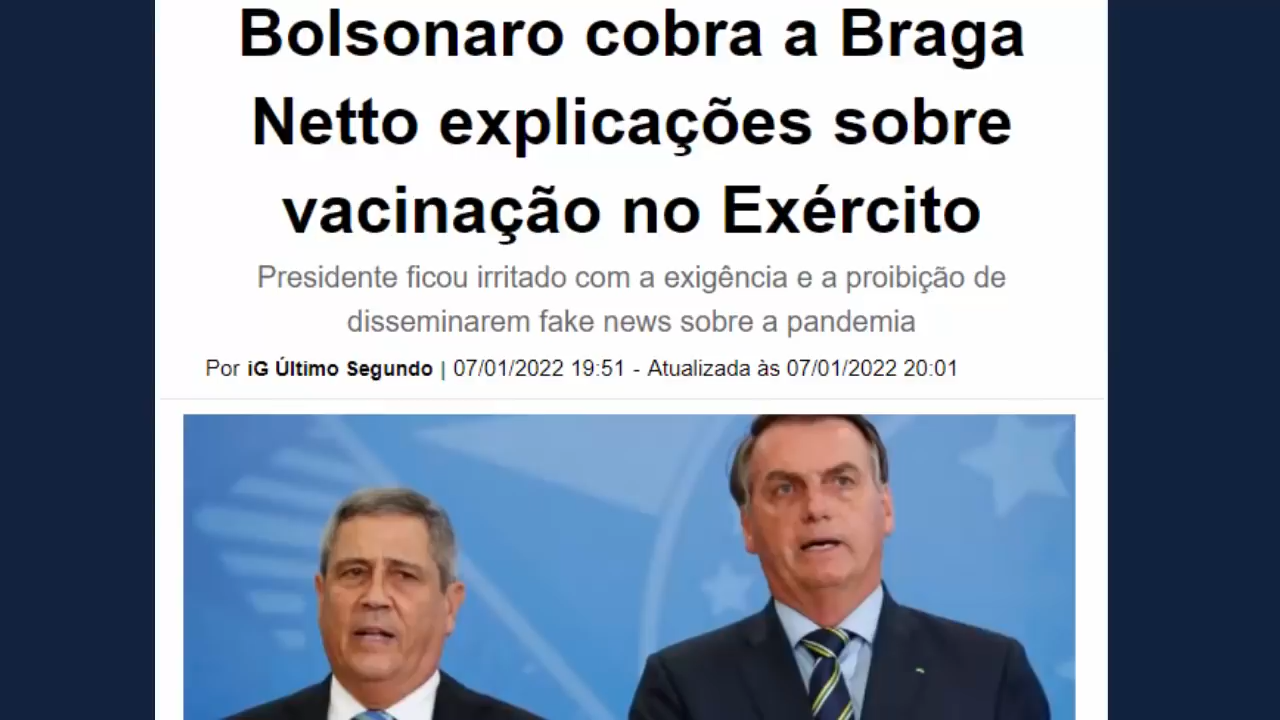 Bolsonaro cobra a Braga
Netto explicações sobre
vacinação no Exército
Presidente ficou irritado com a exigência e a proibição de
disseminarem fake news sobre a pandemia
Por iG Último Segundo | 07/01/2022 19:51 - Atualizada às 07/01/2022 20:01